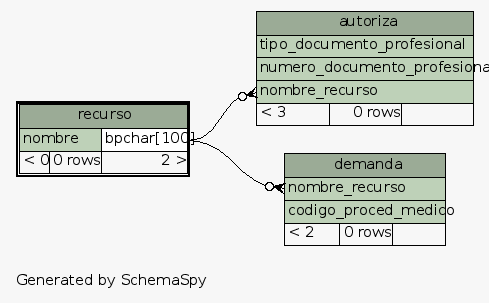 autoriza
tipo_documento_profesional
numero_documento_profesiona
nombre_recurso
< 3 0 rows
recurso
nombre bpchar[100]
< 0 0 rows 2 >
demanda
nombre_recurso
codigo_proced_medico
< 2 0 rows
Generated by SchemaSpy